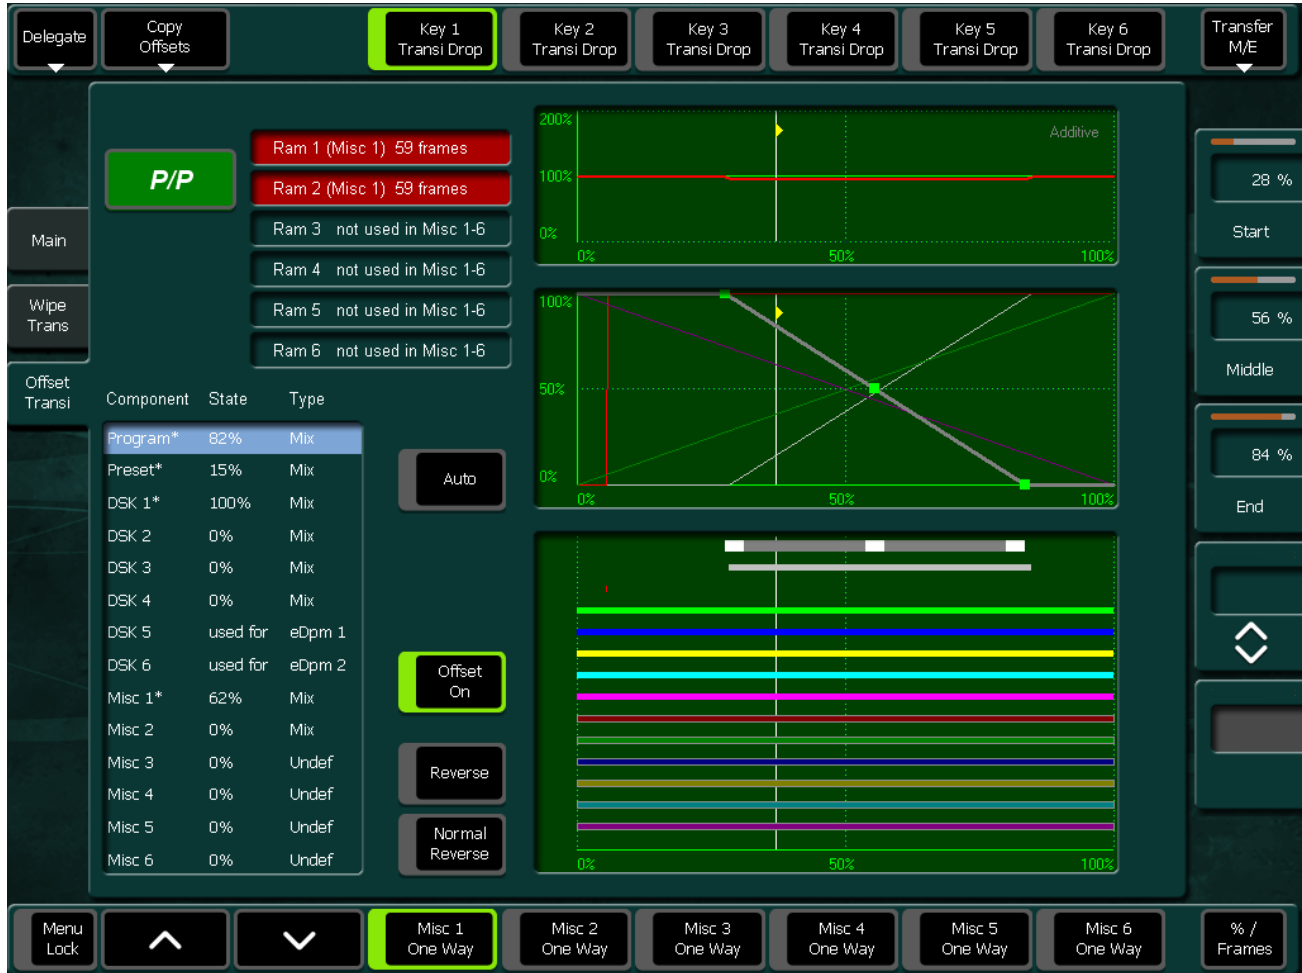 Delegate
Copy
Offsets
Key 1
Transi Drop
Key 2
Transi Drop
Key 3
Transi Drop
Key 4
Transi Drop
Key 5
Transi Drop
Key 6
Transi Drop
Transfer
M/E
P/P
Ram 1 (Misc 1) 59 frames
Ram 2 (Misc 1) 59 frames
Ram 3 not used in Misc 1-6
Ram 4 not used in Misc 1-6
Ram 5 not used in Misc 1-6
Ram 6 not used in Misc 1-6
Main
Wipe
Trans
Offset
Transi
Component State Type
Program* 82% Mix
Preset* 15% Mix
DSK 1* 100% Mix
DSK 2 0% Mix
DSK 3 0% Mix
DSK 4 0% Mix
DSK 5 used for eDpm 1
DSK 6 used for eDpm 2
Misc 1* 62% Mix
Misc 2 0% Mix
Misc 3 0% Undef
Misc 4 0% Undef
Misc 5 0% Undef
Misc 6 0% Undef
Auto
Offset
On
Reverse
Normal
Reverse
200%
Additive
100%
0%
0% 50% 100%
100%
50%
0%
0% 50% 100%
0% 50% 100%
28 %
Start
56 %
Middle
84 %
End
Menu
Lock
Misc 1
One Way
Misc 2
One Way
Misc 3
One Way
Misc 4
One Way
Misc 5
One Way
Misc 6
One Way
% /
Frames